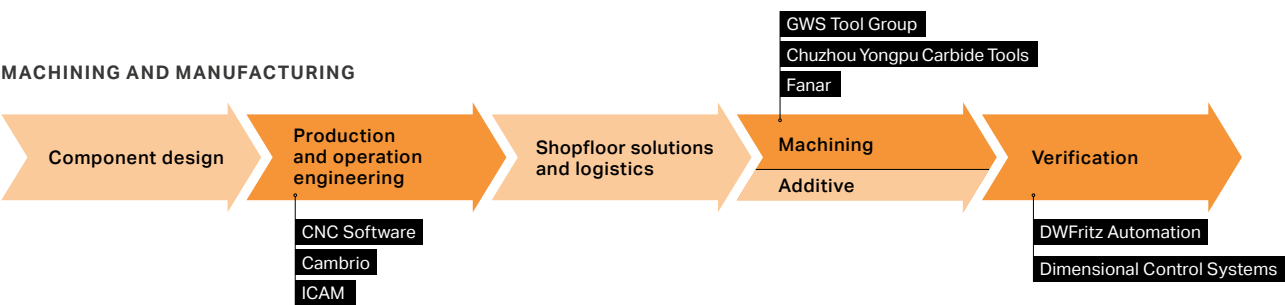 GWS Tool Group
Chuzhou Yongpu Carbide Tools
Fanar
MACHINING AND MANUFACTURING
Component design
Production
and operation
engineering
Shopfloor solutions
and logistics
Machining
Additive
Verification
CNC Software
Cambrio
ICAM
DWFritz Automation
Dimensional Control Systems